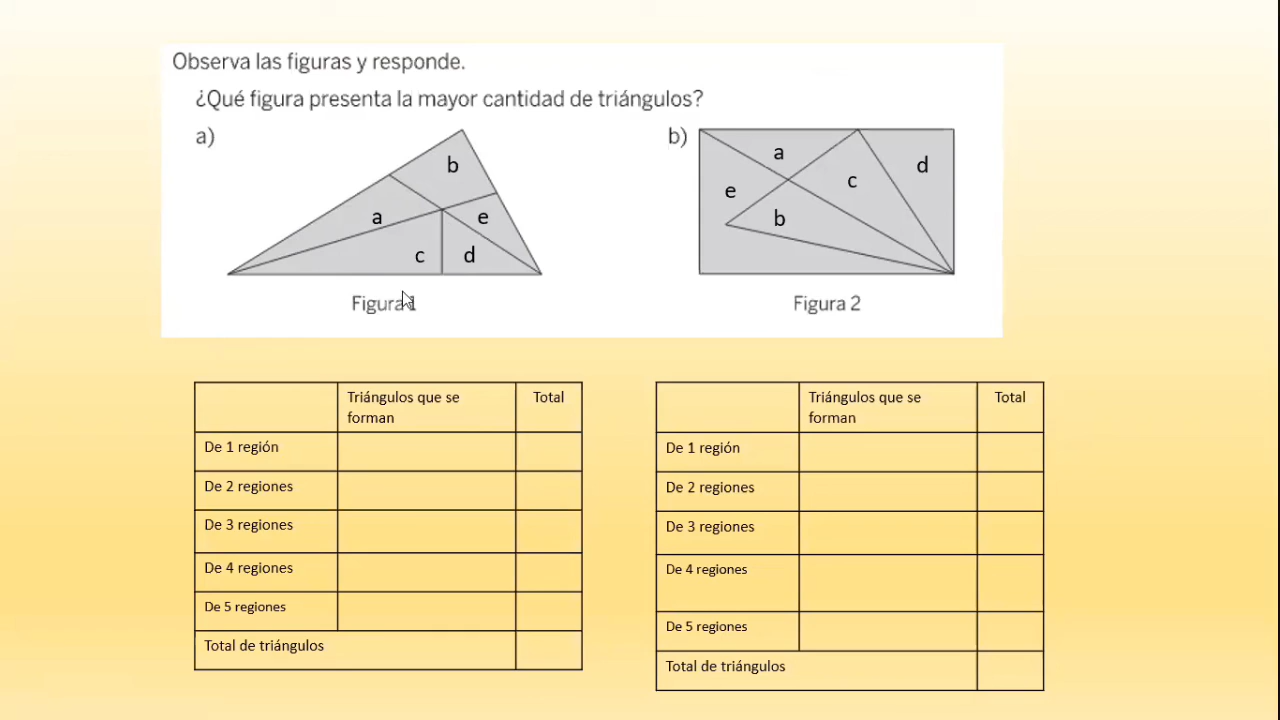 Observa las figuras y responde.
¿Qué figura presenta la mayor cantidad de triángulos?
a)
b
a
e
c
d
Figura 1
b)
a
d
e
c
b
Figura 2
Triángulos que se
forman
Total
De 1 región
De 2 regiones
De 3 regiones
De 4 regiones
De 5 regiones
Total de triángulos
Triángulos que se
forman
Total
De 1 región
De 2 regiones
De 3 regiones
De 4 regiones
De 5 regiones
Total de triángulos